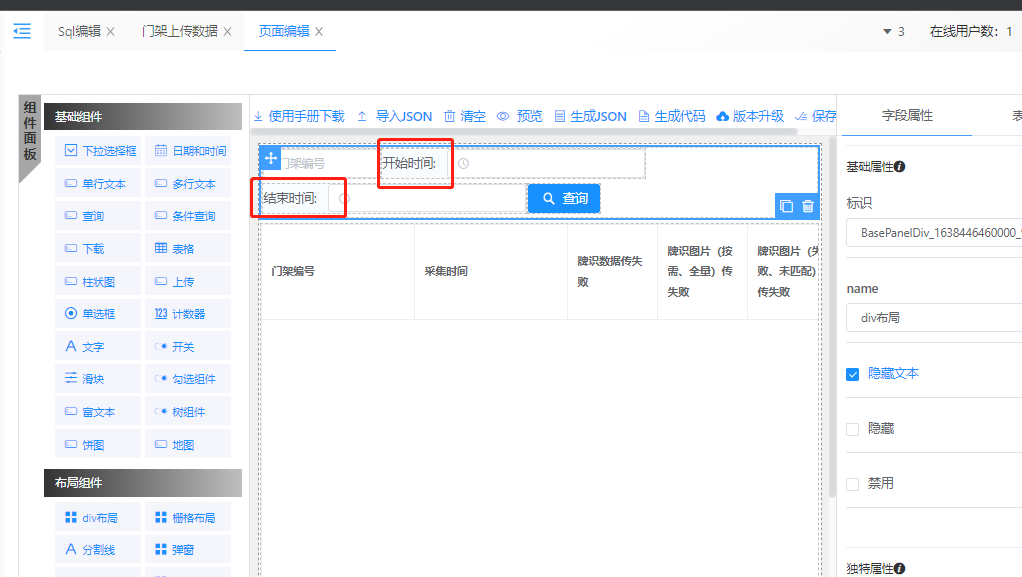 Sql编辑
门架上传数据
页面编辑
3
在线用户数：1
组件面板
基础组件
下拉选择框
日期和时间
单行文本
多行文本
查询
条件查询
下载
表格
柱状图
上传
单选框
123 计数器
文字
开关
滑块
勾选组件
富文本
树组件
饼图
地图
布局组件
div布局
栅格布局
分割线
弹窗
使用手册下载
导入JSON
清空
预览
生成JSON
生成代码
版本升级
保存
门架编号
开始时间:
结束时间:
查询
门架编号
采集时间
牌识数据传失
败
牌识图片（按
需、全量）传
失败
牌识图片（失
败、未匹配）
传失败
字段属性
基础属性
标识
BasePanelDiv_1638446460000_
name
div布局
隐藏文本
隐藏
禁用
独特属性